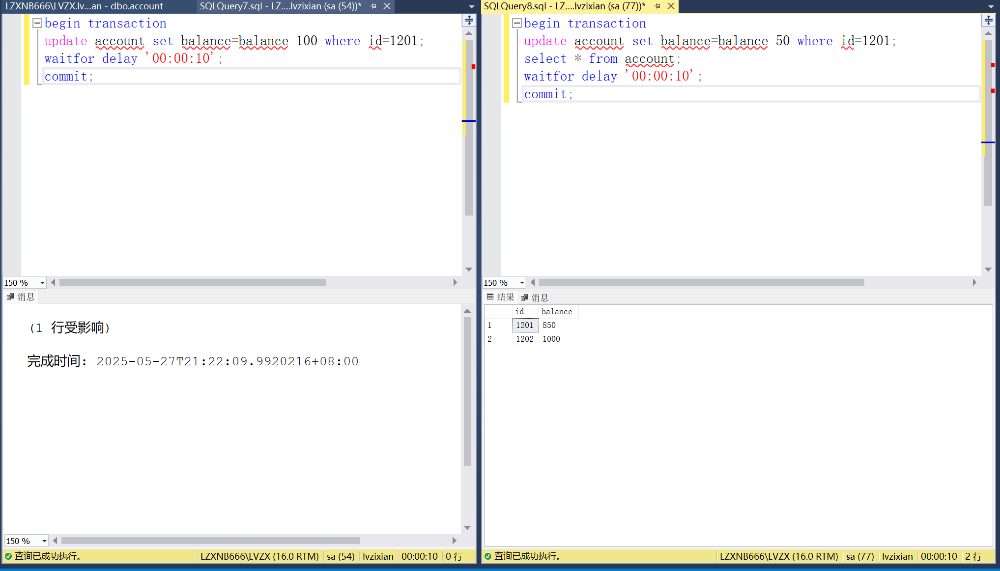 LZXNB666\LVZX.lv...an - dbo.account
SQLQuery7.sql - LZ....lvzixian (sa (54))*
begin transaction
update account set balance=balance-100 where id=1201;
waitfor delay '00:00:10';
commit;
150 %
消息
(1 行受影响)
完成时间: 2025-05-27T21:22:09.9920216+08:00
150 %
查询已成功执行。
LZXNB666\LVZX (16.0 RTM)
sa (54)
lvzixian
00:00:10
0 行
SQLQuery8.sql - LZ....lvzixian (sa (77))*
begin transaction
update account set balance=balance-50 where id=1201;
select * from account;
waitfor delay '00:00:10';
commit;
150 %
结果
消息
id balance
1 1201 850
2 1202 1000
查询已成功执行。
LZXNB666\LVZX (16.0 RTM)
sa (77)
lvzixian
00:00:10
2 行